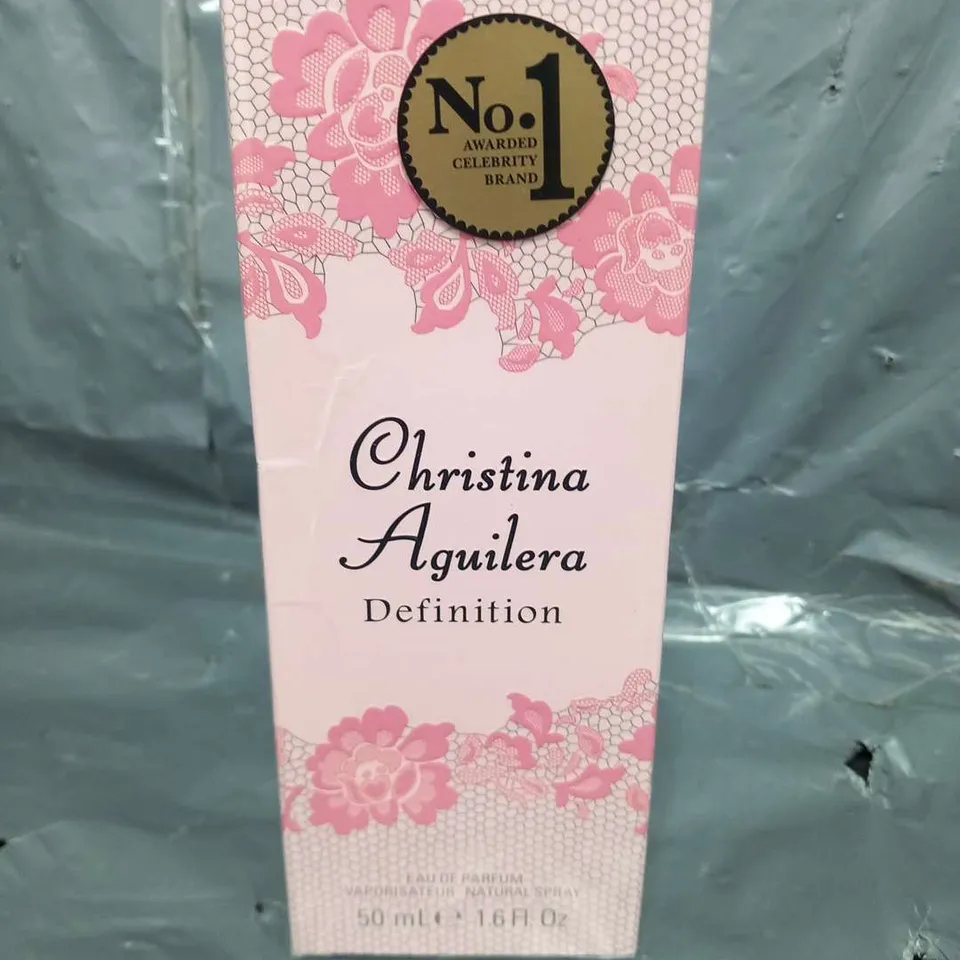 No.1
AWARDED
CELEBRITY
BRAND
Christina
Aguilera
Definition
EAU DE PARFUM
VAPORISATEUR NATURAL SPRAY
50 mL ℮ 1.6 Fl. Oz